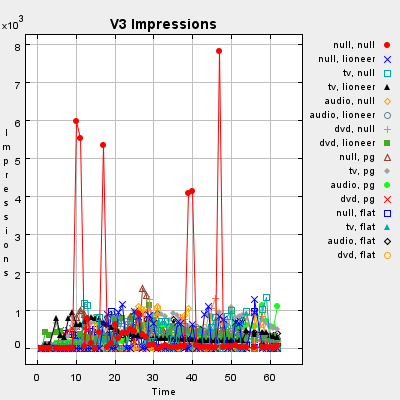 V3 Impressions
x10³
8
7
6
5
4
3
2
1
0
Impressions
0
10
20
30
40
50
60
Time
null, null
null, lioneer
tv, null
tv, lioneer
audio, null
audio, lioneer
dvd, null
dvd, lioneer
null, pg
tv, pg
audio, pg
dvd, pg
null, flat
tv, flat
audio, flat
dvd, flat